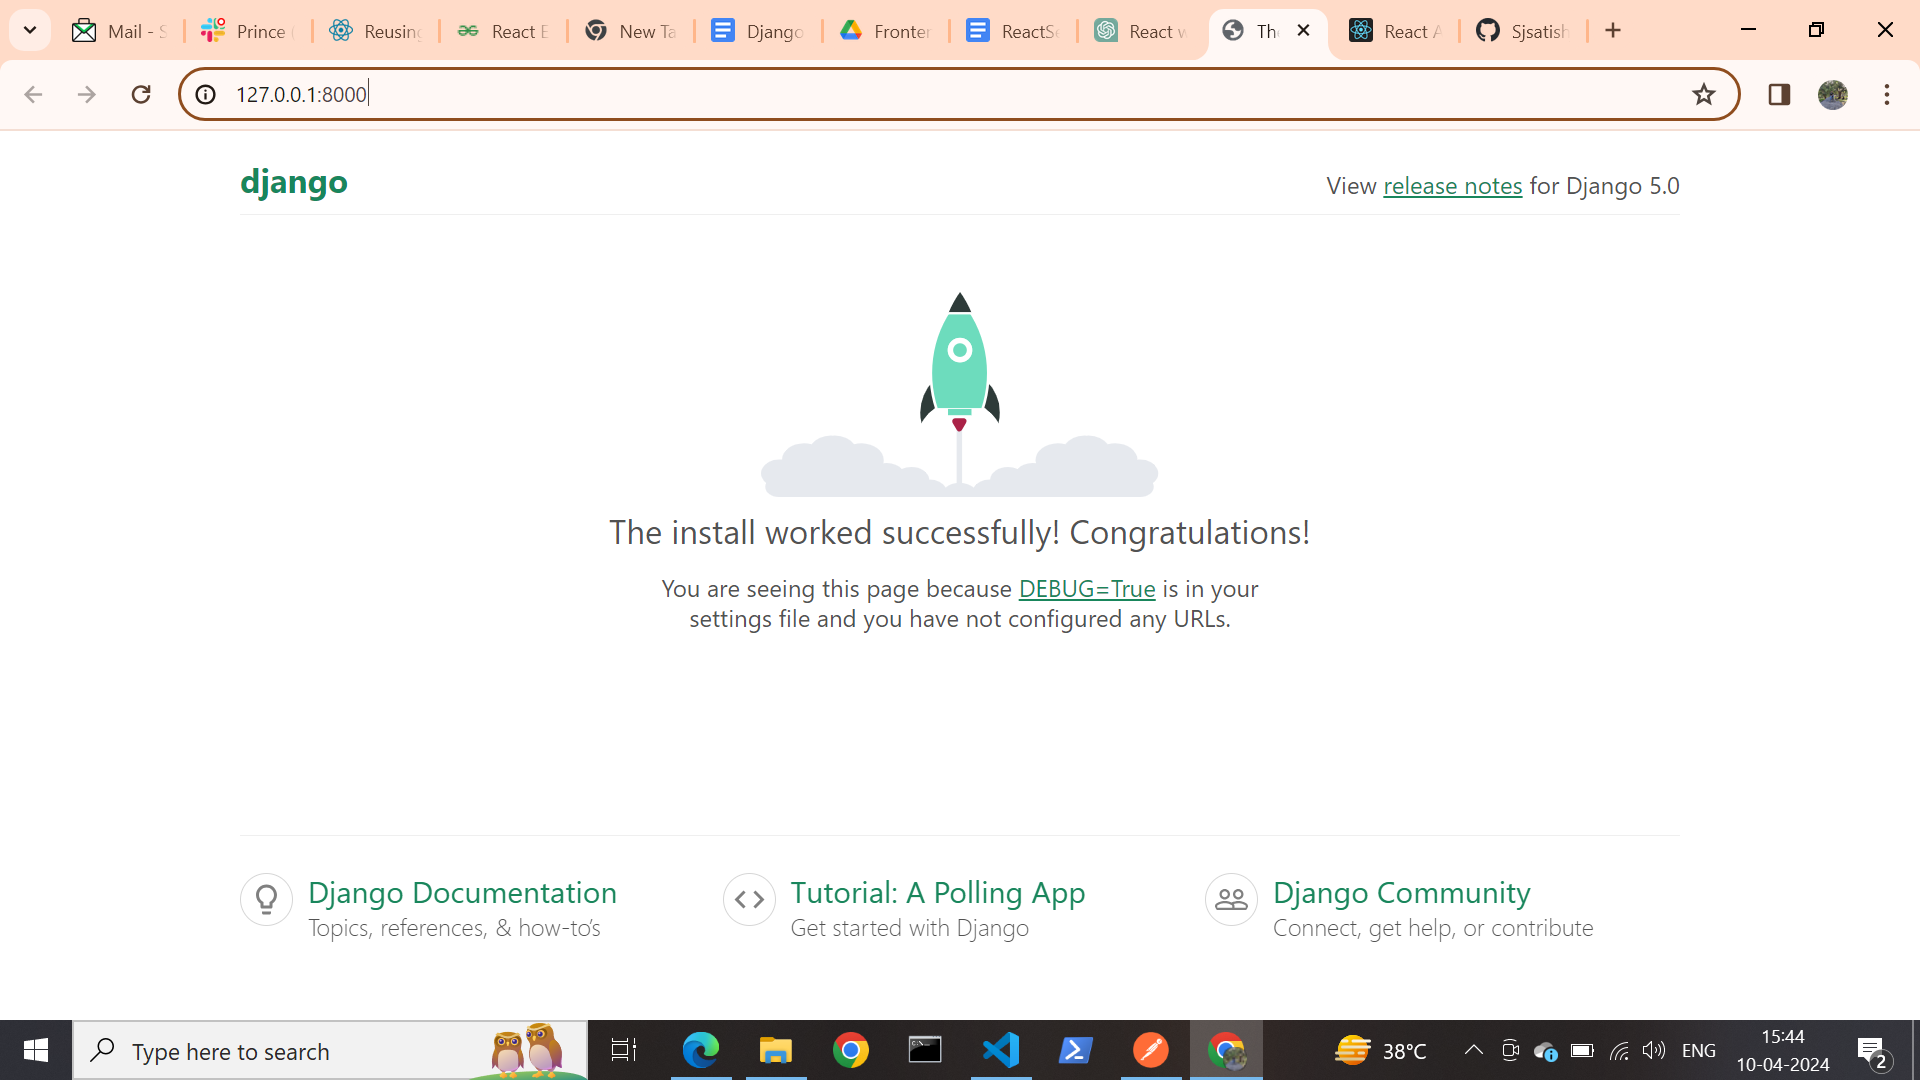 Mail - S
Prince (
Reusing
React E
New Ta
Django
Fronter
ReactSe
React w
The
React A
Sjsatish
127.0.0.1:8000
django
View release notes for Django 5.0
The install worked successfully! Congratulations!
You are seeing this page because DEBUG=True is in your
settings file and you have not configured any URLs.
Django Documentation
Topics, references, & how-to’s
Tutorial: A Polling App
Get started with Django
Django Community
Connect, get help, or contribute
Type here to search
38°C
ENG
15:44
10-04-2024
2